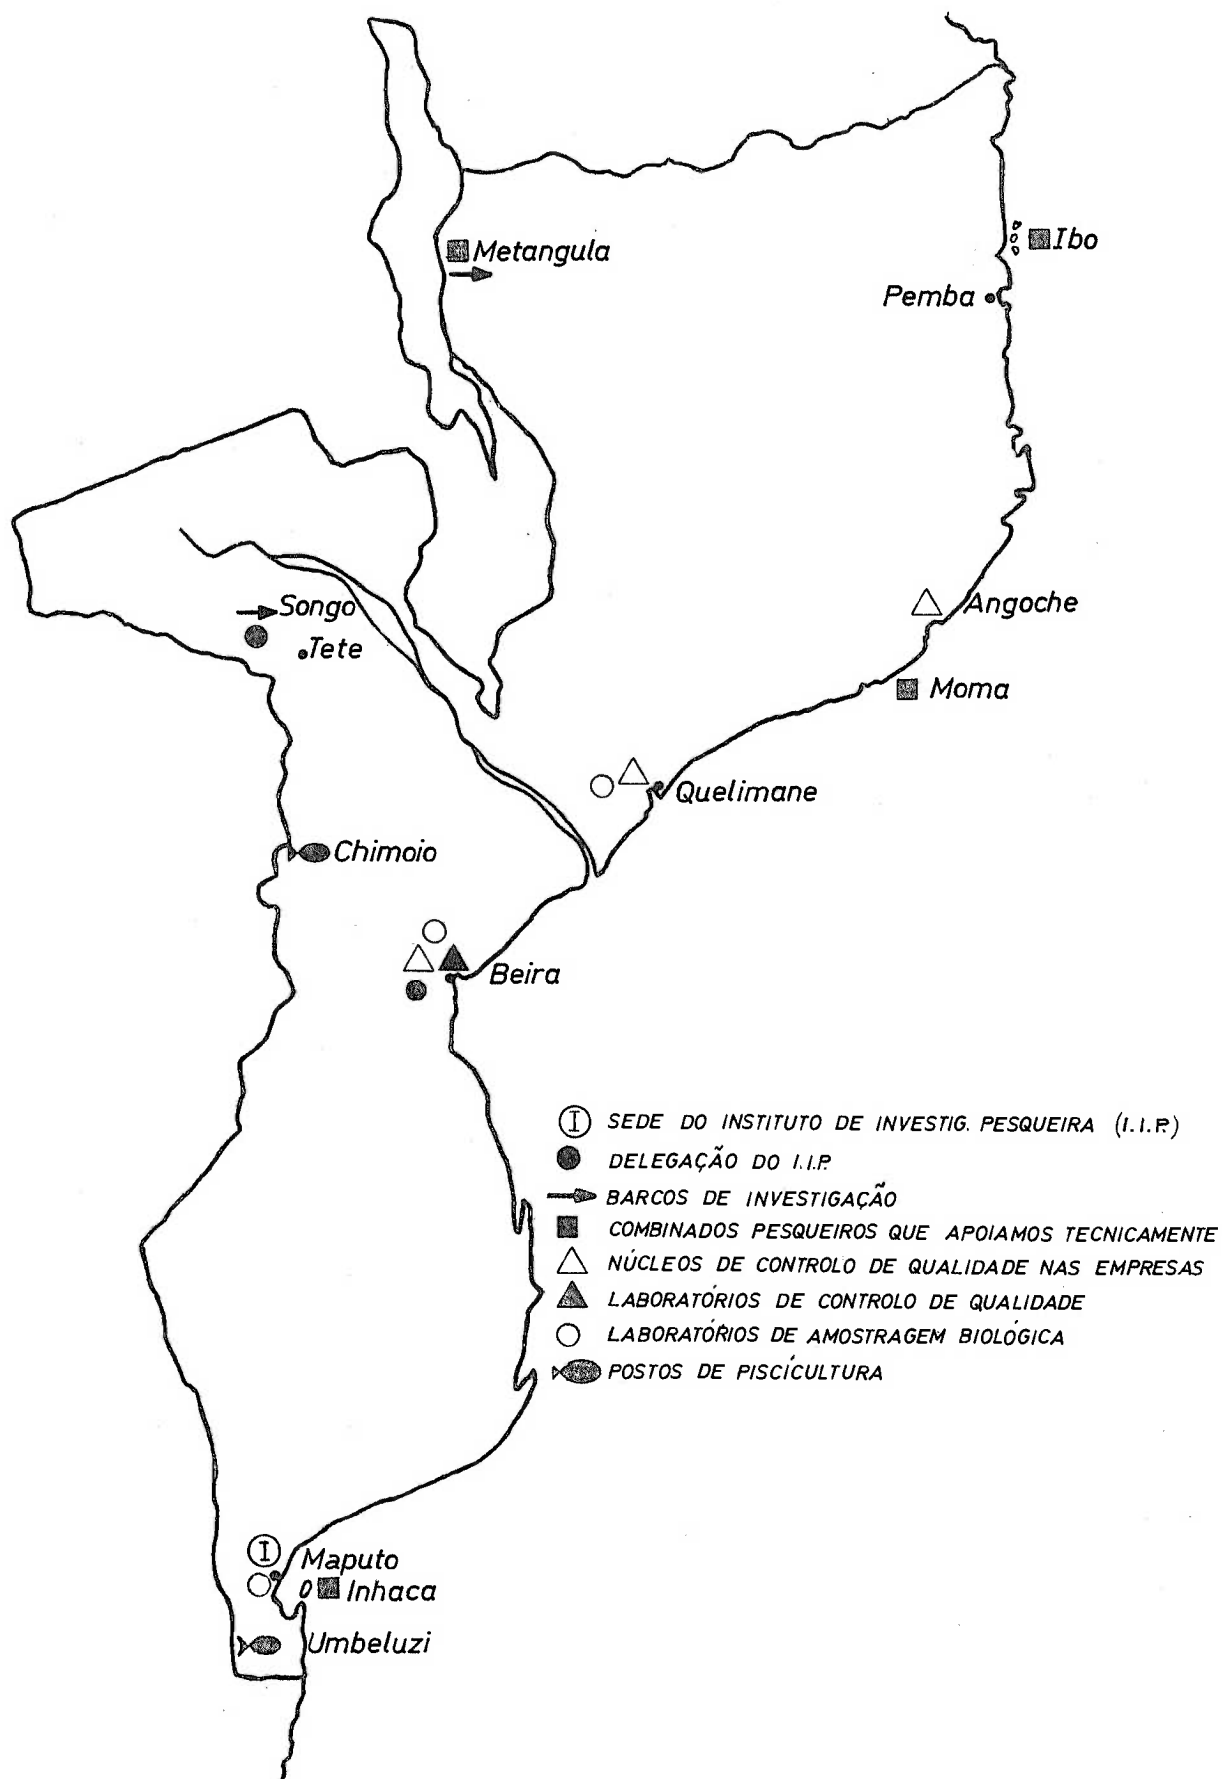 Metangula
Ibo
Pemba
Songo
Tete
Angoche
Moma
Quelimane
Chimoio
Beira
I SEDE DO INSTITUTO DE INVESTIG. PESQUEIRA (I.I.P.)
DELEGAÇÃO DO I.I.P.
BARCOS DE INVESTIGAÇÃO
COMBINADOS PESQUEIROS QUE APOIAMOS TECNICAMENTE
NÚCLEOS DE CONTROLO DE QUALIDADE NAS EMPRESAS
LABORATÓRIOS DE CONTROLO DE QUALIDADE
LABORATÓRIOS DE AMOSTRAGEM BIOLÓGICA
POSTOS DE PISCÍCULTURA
I
Maputo
Inhaca
Umbeluzi